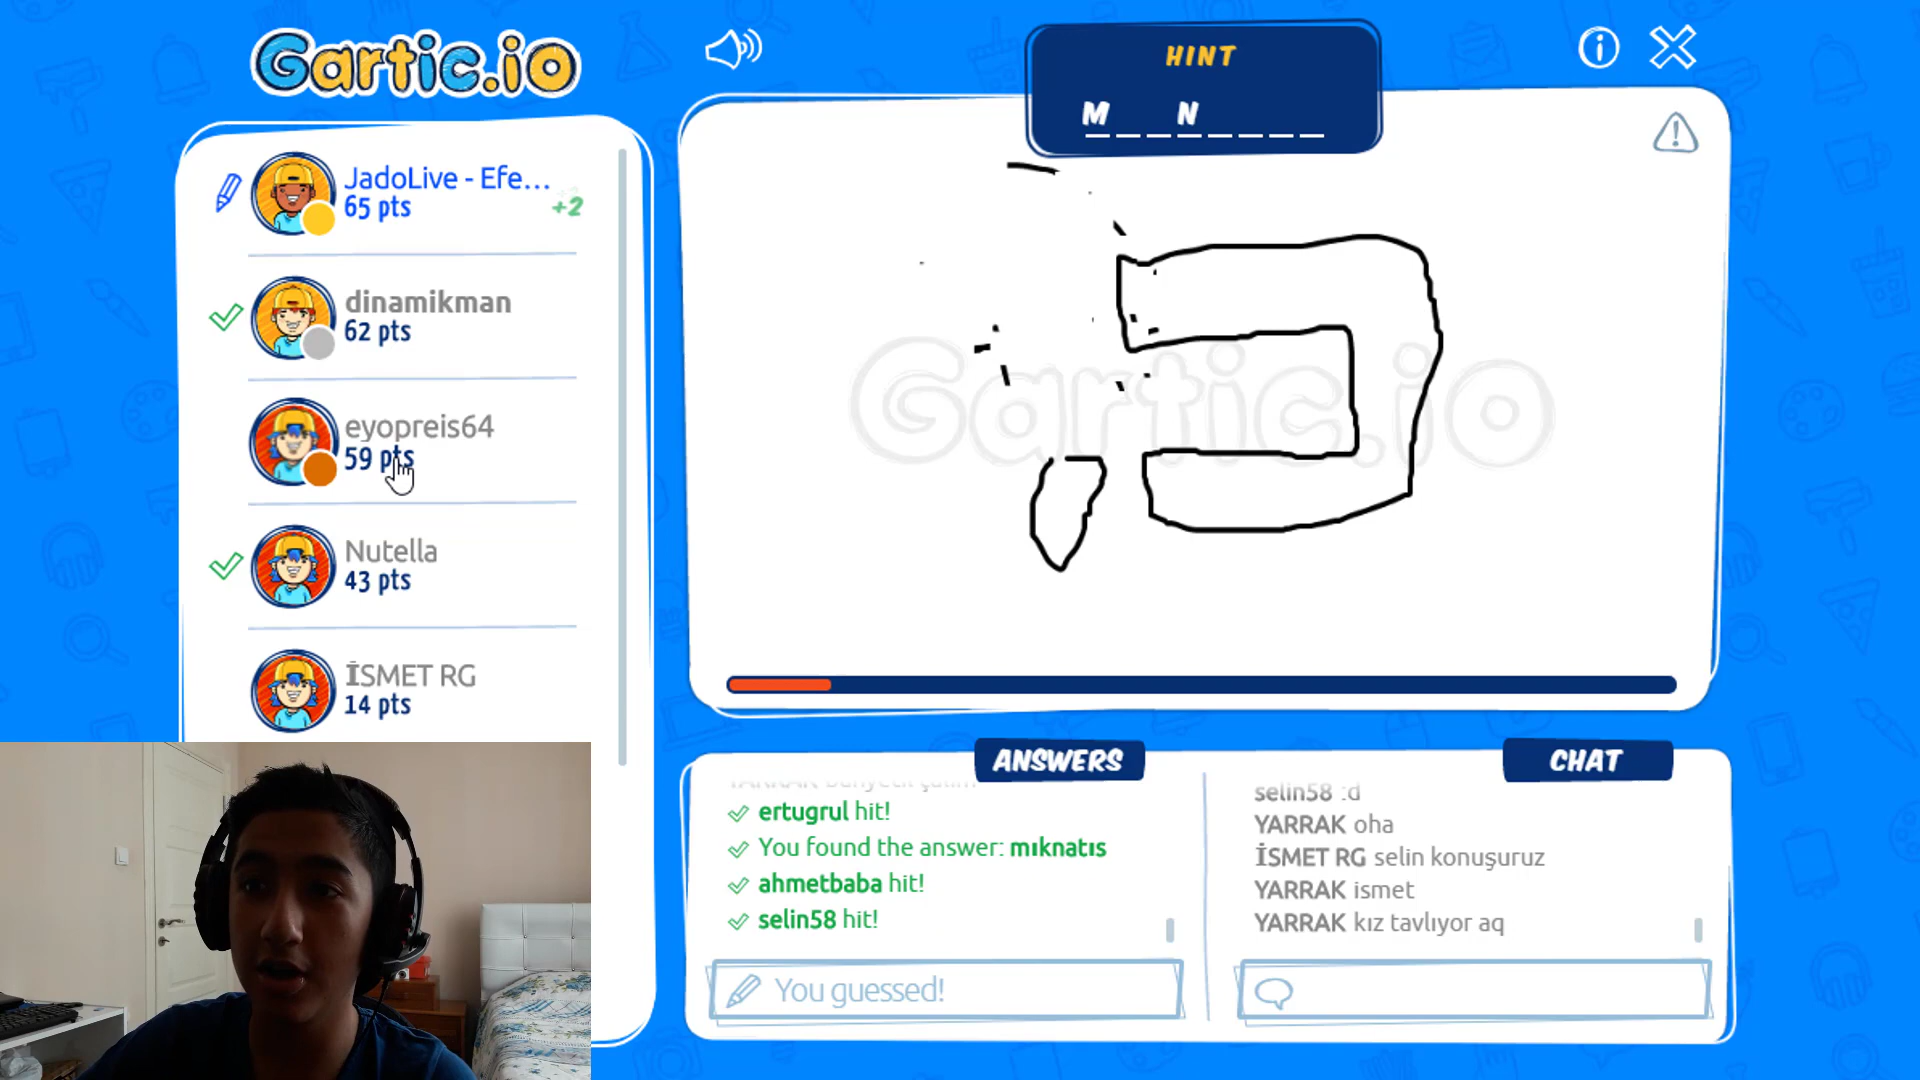 Gartic.io
HINT
M _ _ N _ _ _ _
JadoLive - Efe...
65 pts
+2
dinamikman
62 pts
eyopreis64
59 pts
Nutella
43 pts
İSMET RG
14 pts
Gartic.io
ANSWERS
ertugrul hit!
You found the answer: mıknatıs
ahmetbaba hit!
selin58 hit!
You guessed!
CHAT
selin58 :d
YARRAK oha
İSMET RG selin konuşuruz
YARRAK ismet
YARRAK kız tavlıyor aq